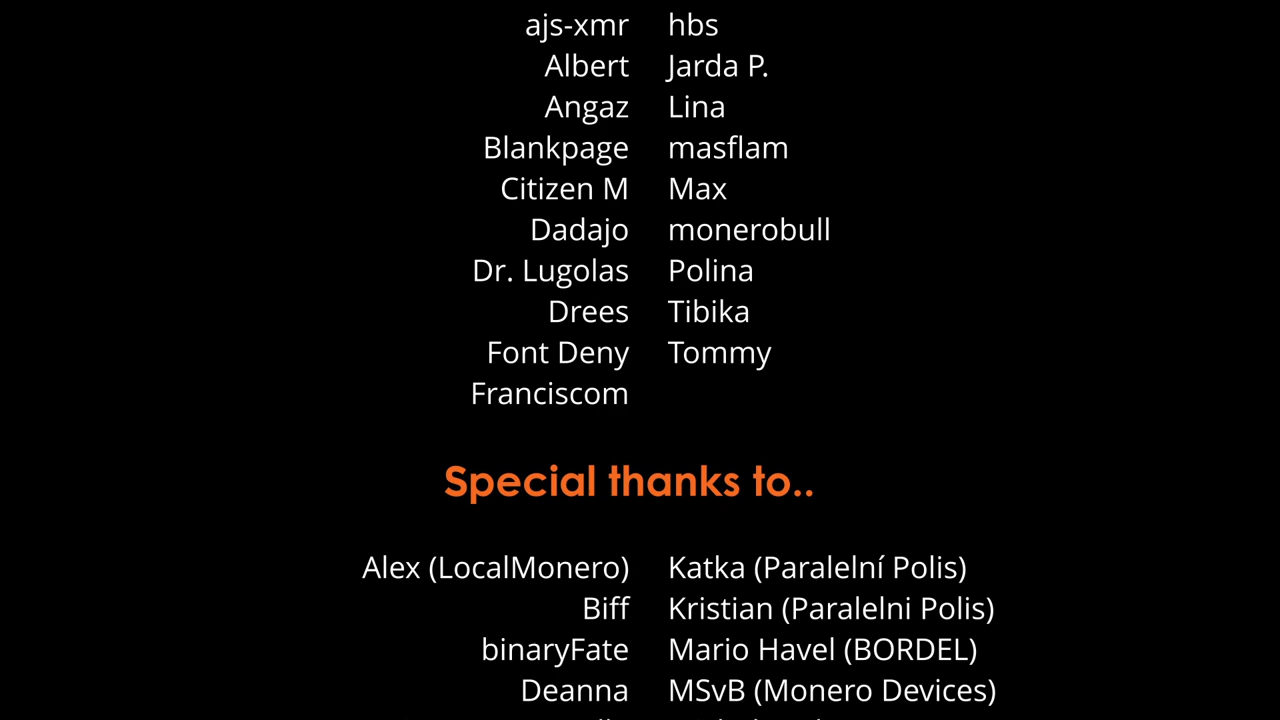 ajs-xmr hbs
Albert Jarda P.
Angaz Lina
Blankpage masflam
Citizen M Max
Dadajo monerobull
Dr. Lugolas Polina
Drees Tibika
Font Deny Tommy
Franciscom
Special thanks to..
Alex (LocalMonero) Katka (Paralelní Polis)
Biff Kristian (Paralelni Polis)
binaryFate Mario Havel (BORDEL)
Deanna MSvB (Monero Devices)